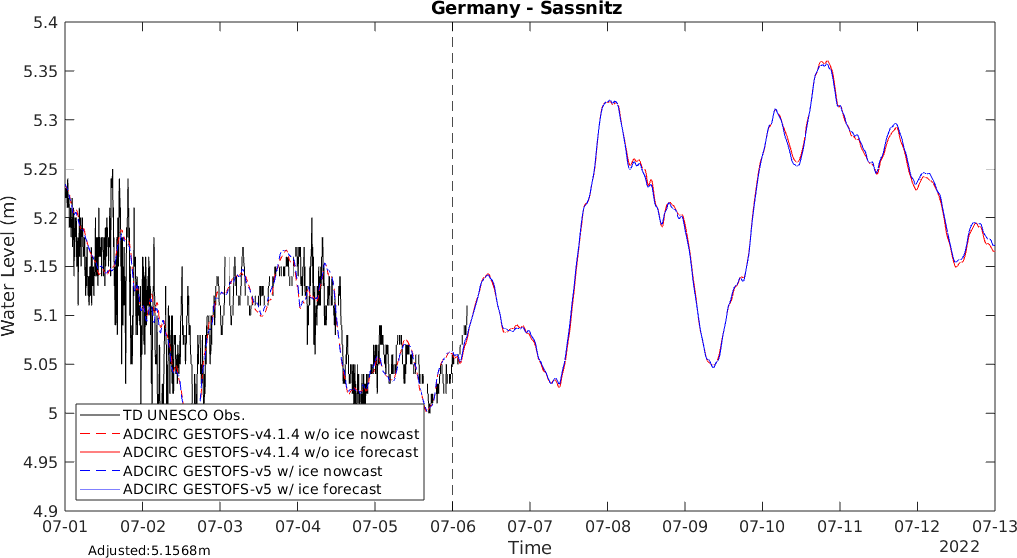 Germany - Sassnitz
5.4
5.35
5.3
5.25
5.2
5.15
5.1
5.05
5
4.95
4.9
Water Level (m)
TD UNESCO Obs.
ADCIRC GESTOFS-v4.1.4 w/o ice nowcast
ADCIRC GESTOFS-v4.1.4 w/o ice forecast
ADCIRC GESTOFS-v5 w/ ice nowcast
ADCIRC GESTOFS-v5 w/ ice forecast
07-01 07-02 07-03 07-04 07-05 07-06 07-07 07-08 07-09 07-10 07-11 07-12 07-13
Adjusted:5.1568m
Time
2022